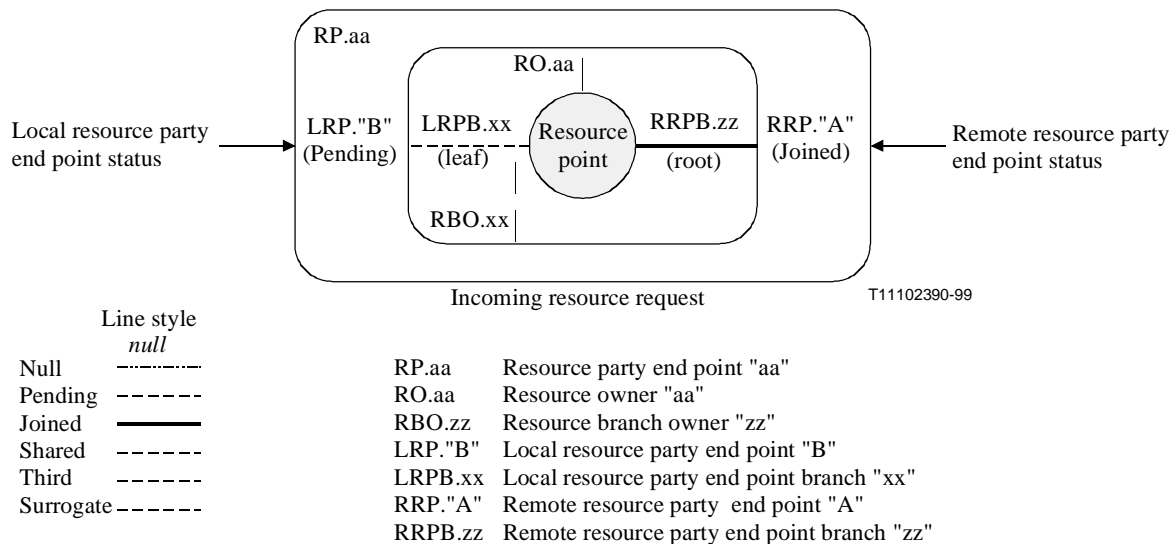 RP.aa
RO.aa
Local resource party
end point status
LRP."B"
(Pending)
LRPB.xx
(leaf)
Resource
point
RRPB.zz
(root)
RRP."A"
(Joined)
Remote resource party
end point status
RBO.xx
Incoming resource request
T11102390-99
Line style
null
Null
Pending
Joined
Shared
Third
Surrogate
RP.aa Resource party end point "aa"
RO.aa Resource owner "aa"
RBO.zz Resource branch owner "zz"
LRP."B" Local resource party end point "B"
LRPB.xx Local resource party end point branch "xx"
RRP."A" Remote resource party end point "A"
RRPB.zz Remote resource party end point branch "zz"